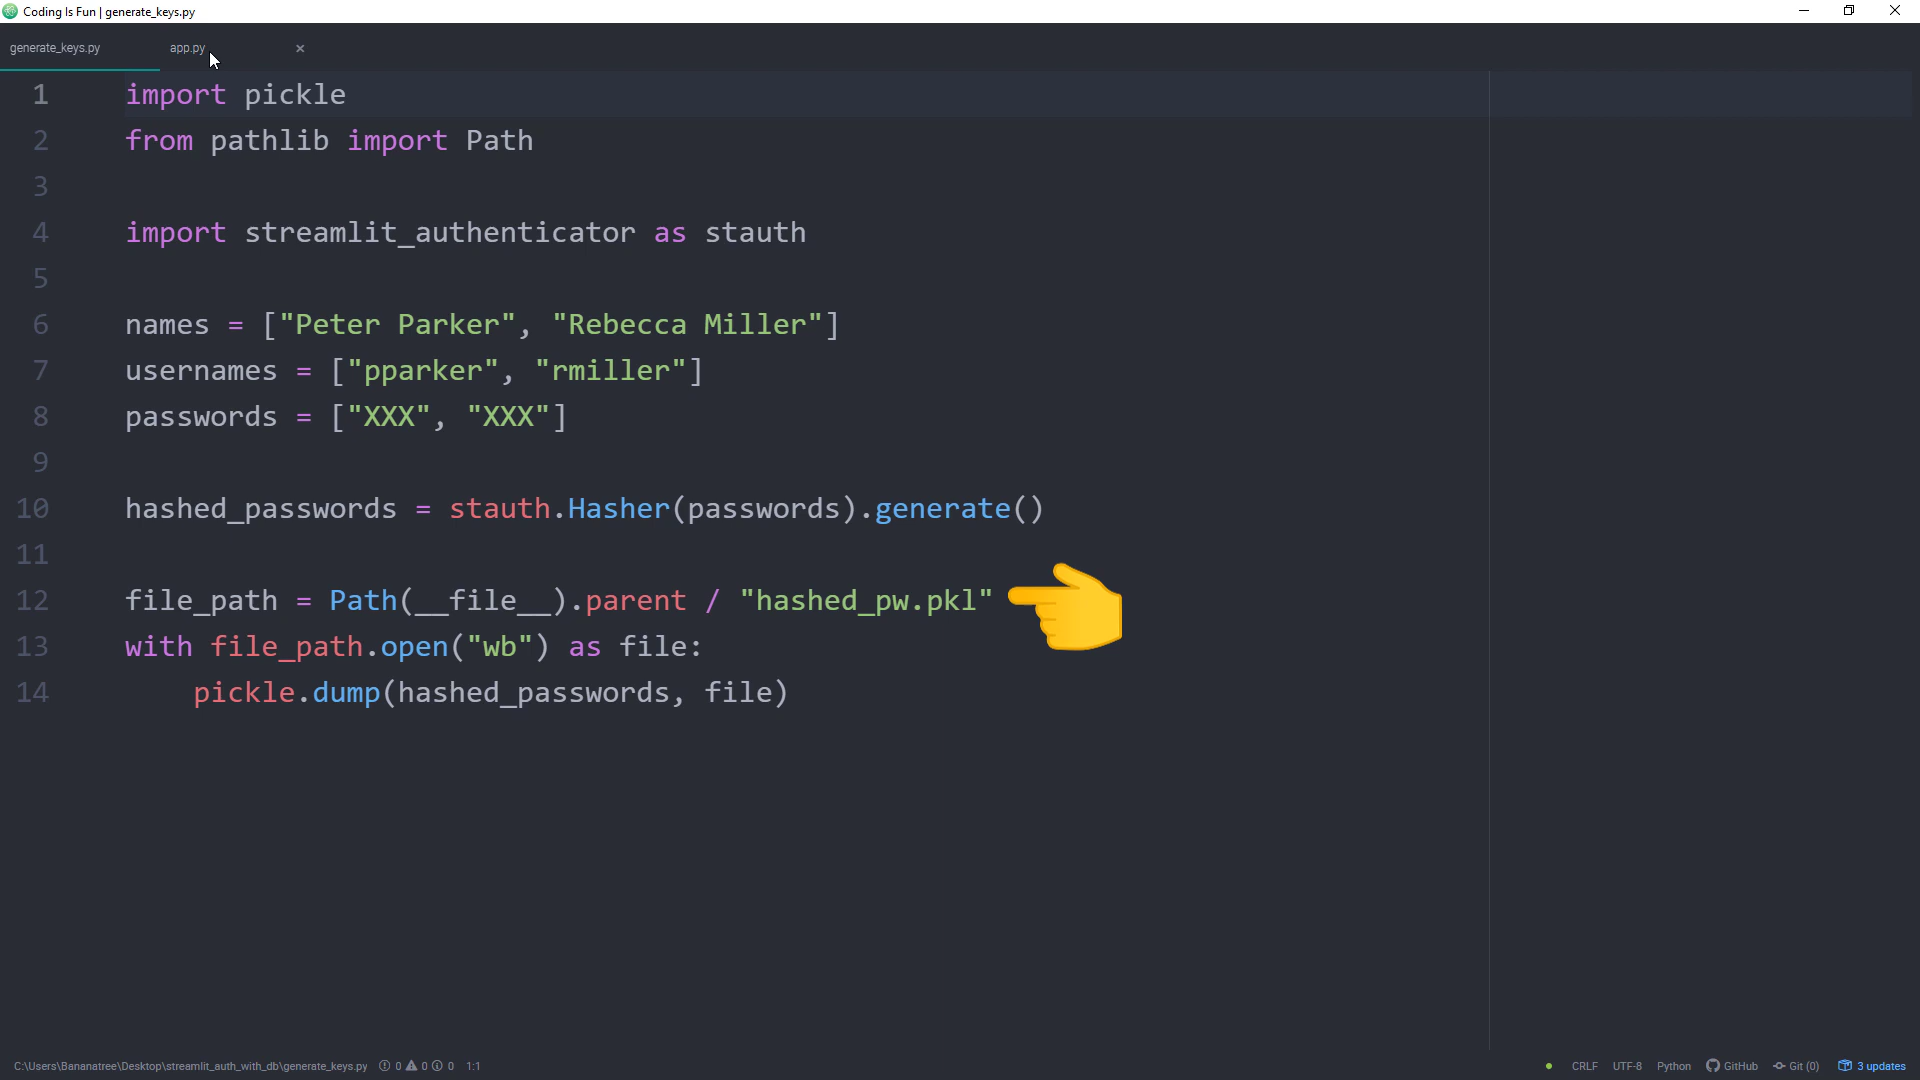 Coding Is Fun | generate_keys.py
generate_keys.py app.py
1 import pickle
2 from pathlib import Path
3
4 import streamlit_authenticator as stauth
5
6 names = ["Peter Parker", "Rebecca Miller"]
7 usernames = ["pparker", "rmiller"]
8 passwords = ["XXX", "XXX"]
9
10 hashed_passwords = stauth.Hasher(passwords).generate()
11
12 file_path = Path(__file__).parent / "hashed_pw.pkl"
13 with file_path.open("wb") as file:
14     pickle.dump(hashed_passwords, file)
C:\Users\Bananatree\Desktop\streamlit_auth_with_db\generate_keys.py 0 0 0 1:1 CRLF UTF-8 Python GitHub Git (0) 3 updates